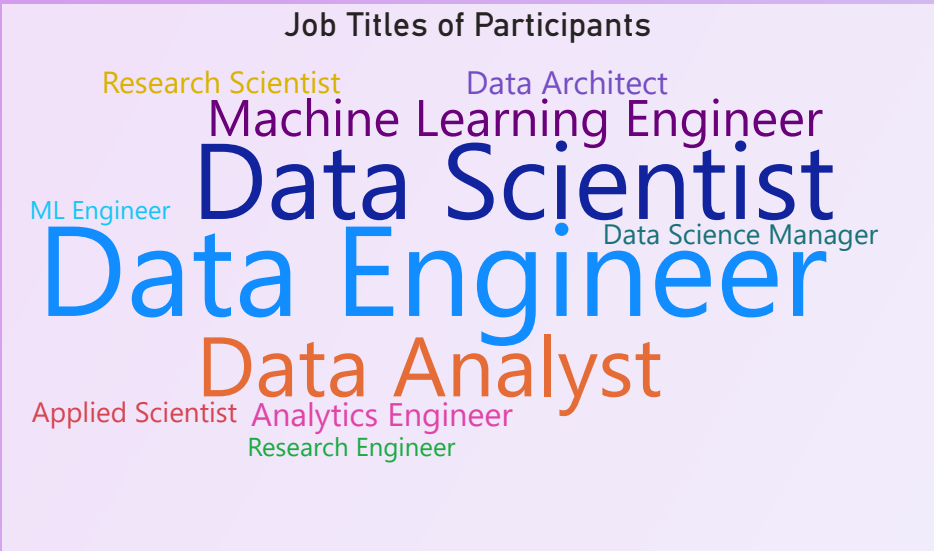 Job Titles of Participants
Research Scientist
Data Architect
Machine Learning Engineer
Data Scientist
ML Engineer
Data Science Manager
Data Engineer
Data Analyst
Applied Scientist
Analytics Engineer
Research Engineer